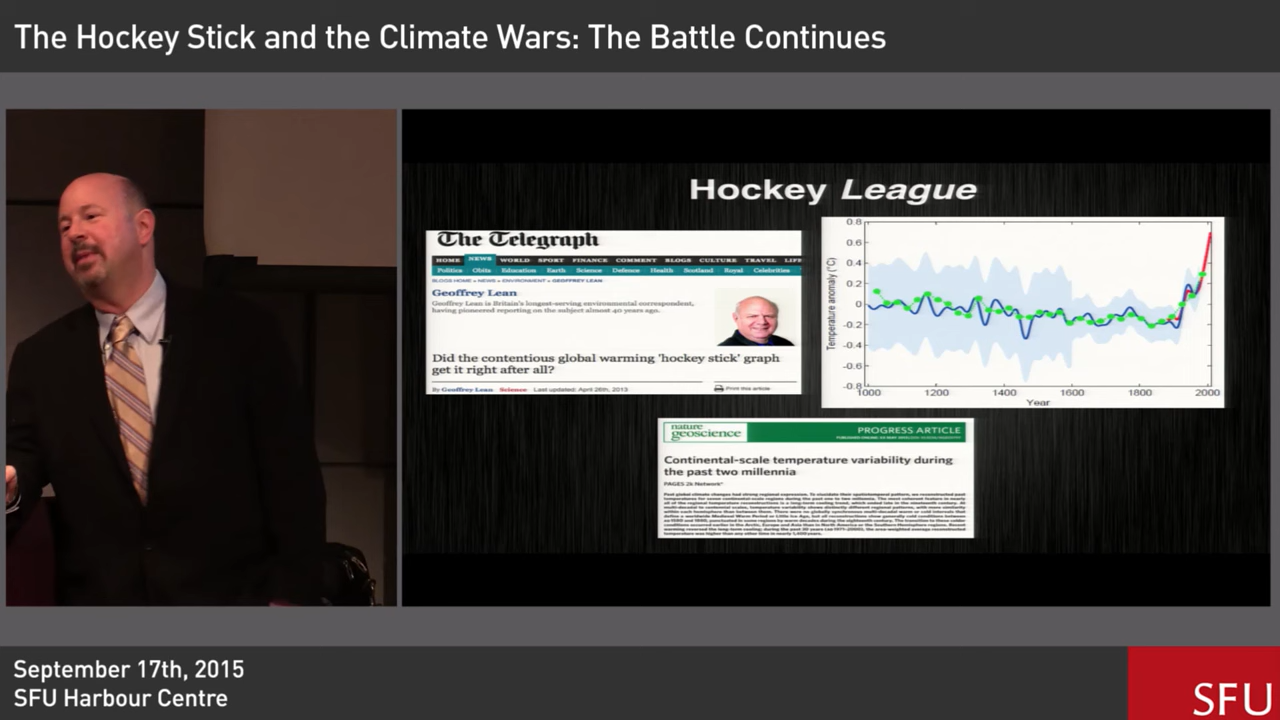 The Hockey Stick and the Climate Wars: The Battle Continues
Hockey League
The Telegraph
HOME NEWS WORLD SPORT FINANCE COMMENT BLOGS CULTURE TRAVEL LIFE
Politics Obits Education Earth Science Defence Health Scotland Royal Celebrities
BLOGS HOME » NEWS » ENVIRONMENT » GEOFFREY LEAN
Geoffrey Lean
Geoffrey Lean is Britain's longest-serving environmental correspondent,
having pioneered reporting on the subject almost 40 years ago.
Did the contentious global warming 'hockey stick' graph
get it right after all?
By Geoffrey Lean Science Last updated: April 26th, 2013
Print this article
0.8
0.6
0.4
0.2
0
-0.2
-0.4
-0.6
-0.8
Temperature anomaly (°C)
1000 1200 1400 1600 1800 2000
Year
nature
geoscience
PROGRESS ARTICLE
Continental-scale temperature variability during
the past two millennia
PAGES 2k Network*
September 17th, 2015
SFU Harbour Centre
SFU